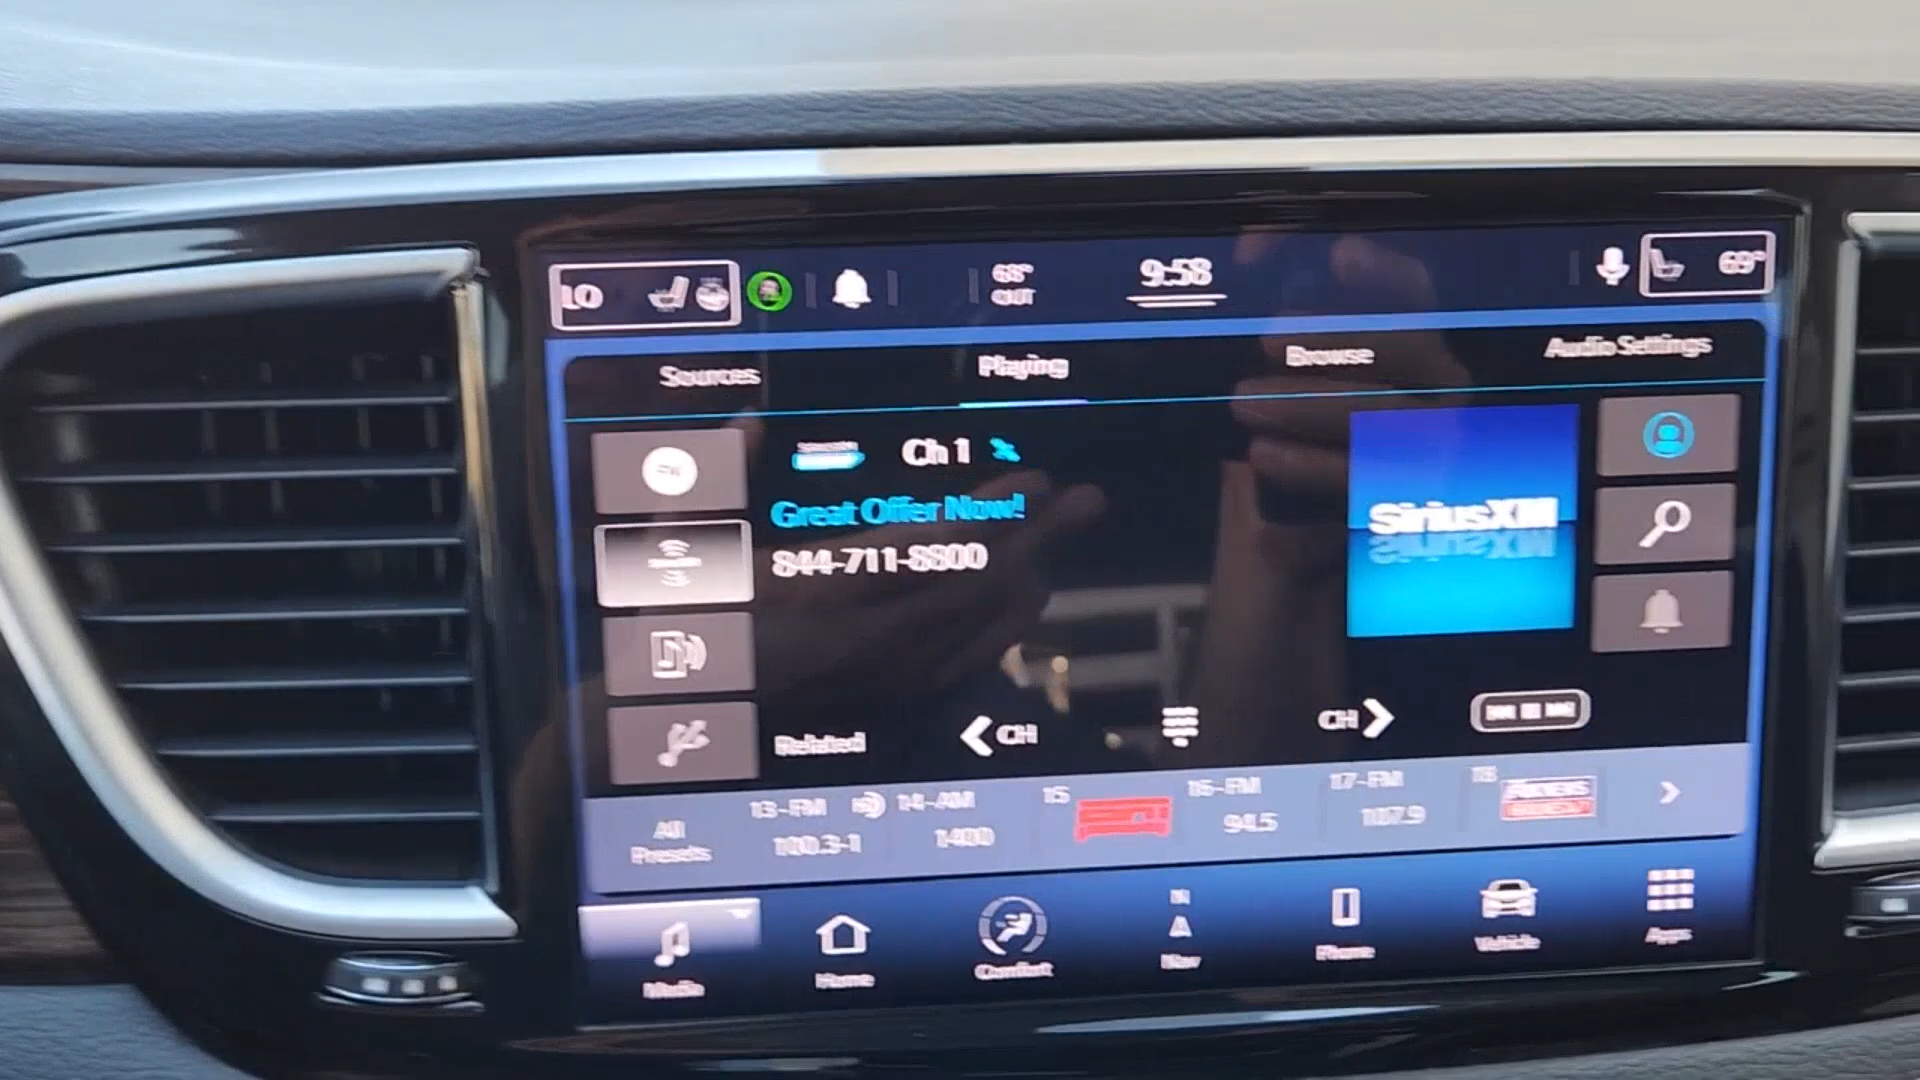 LO
68°
OUT
9:58
69°
Sources
Playing
Browse
Audio Settings
Ch 1
Great Offer Now!
844-711-8800
SiriusXM
Related
CH
CH
All
Presets
13-FM
100.3-1
14-AM
1400
15
16-FM
94.5
17-FM
107.9
18
Media
Home
Comfort
N
Nav
Phone
Vehicle
Apps